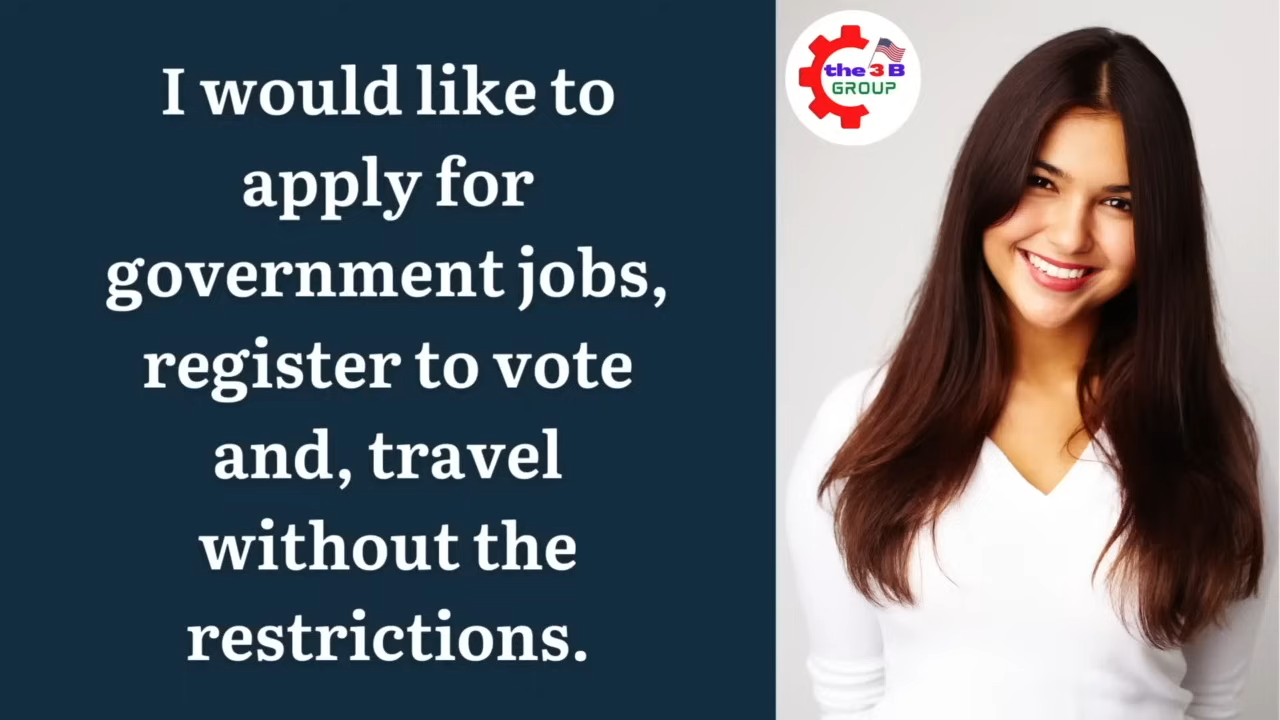 I would like to
apply for
government jobs,
register to vote
and, travel
without the
restrictions.
the 3 B
GROUP